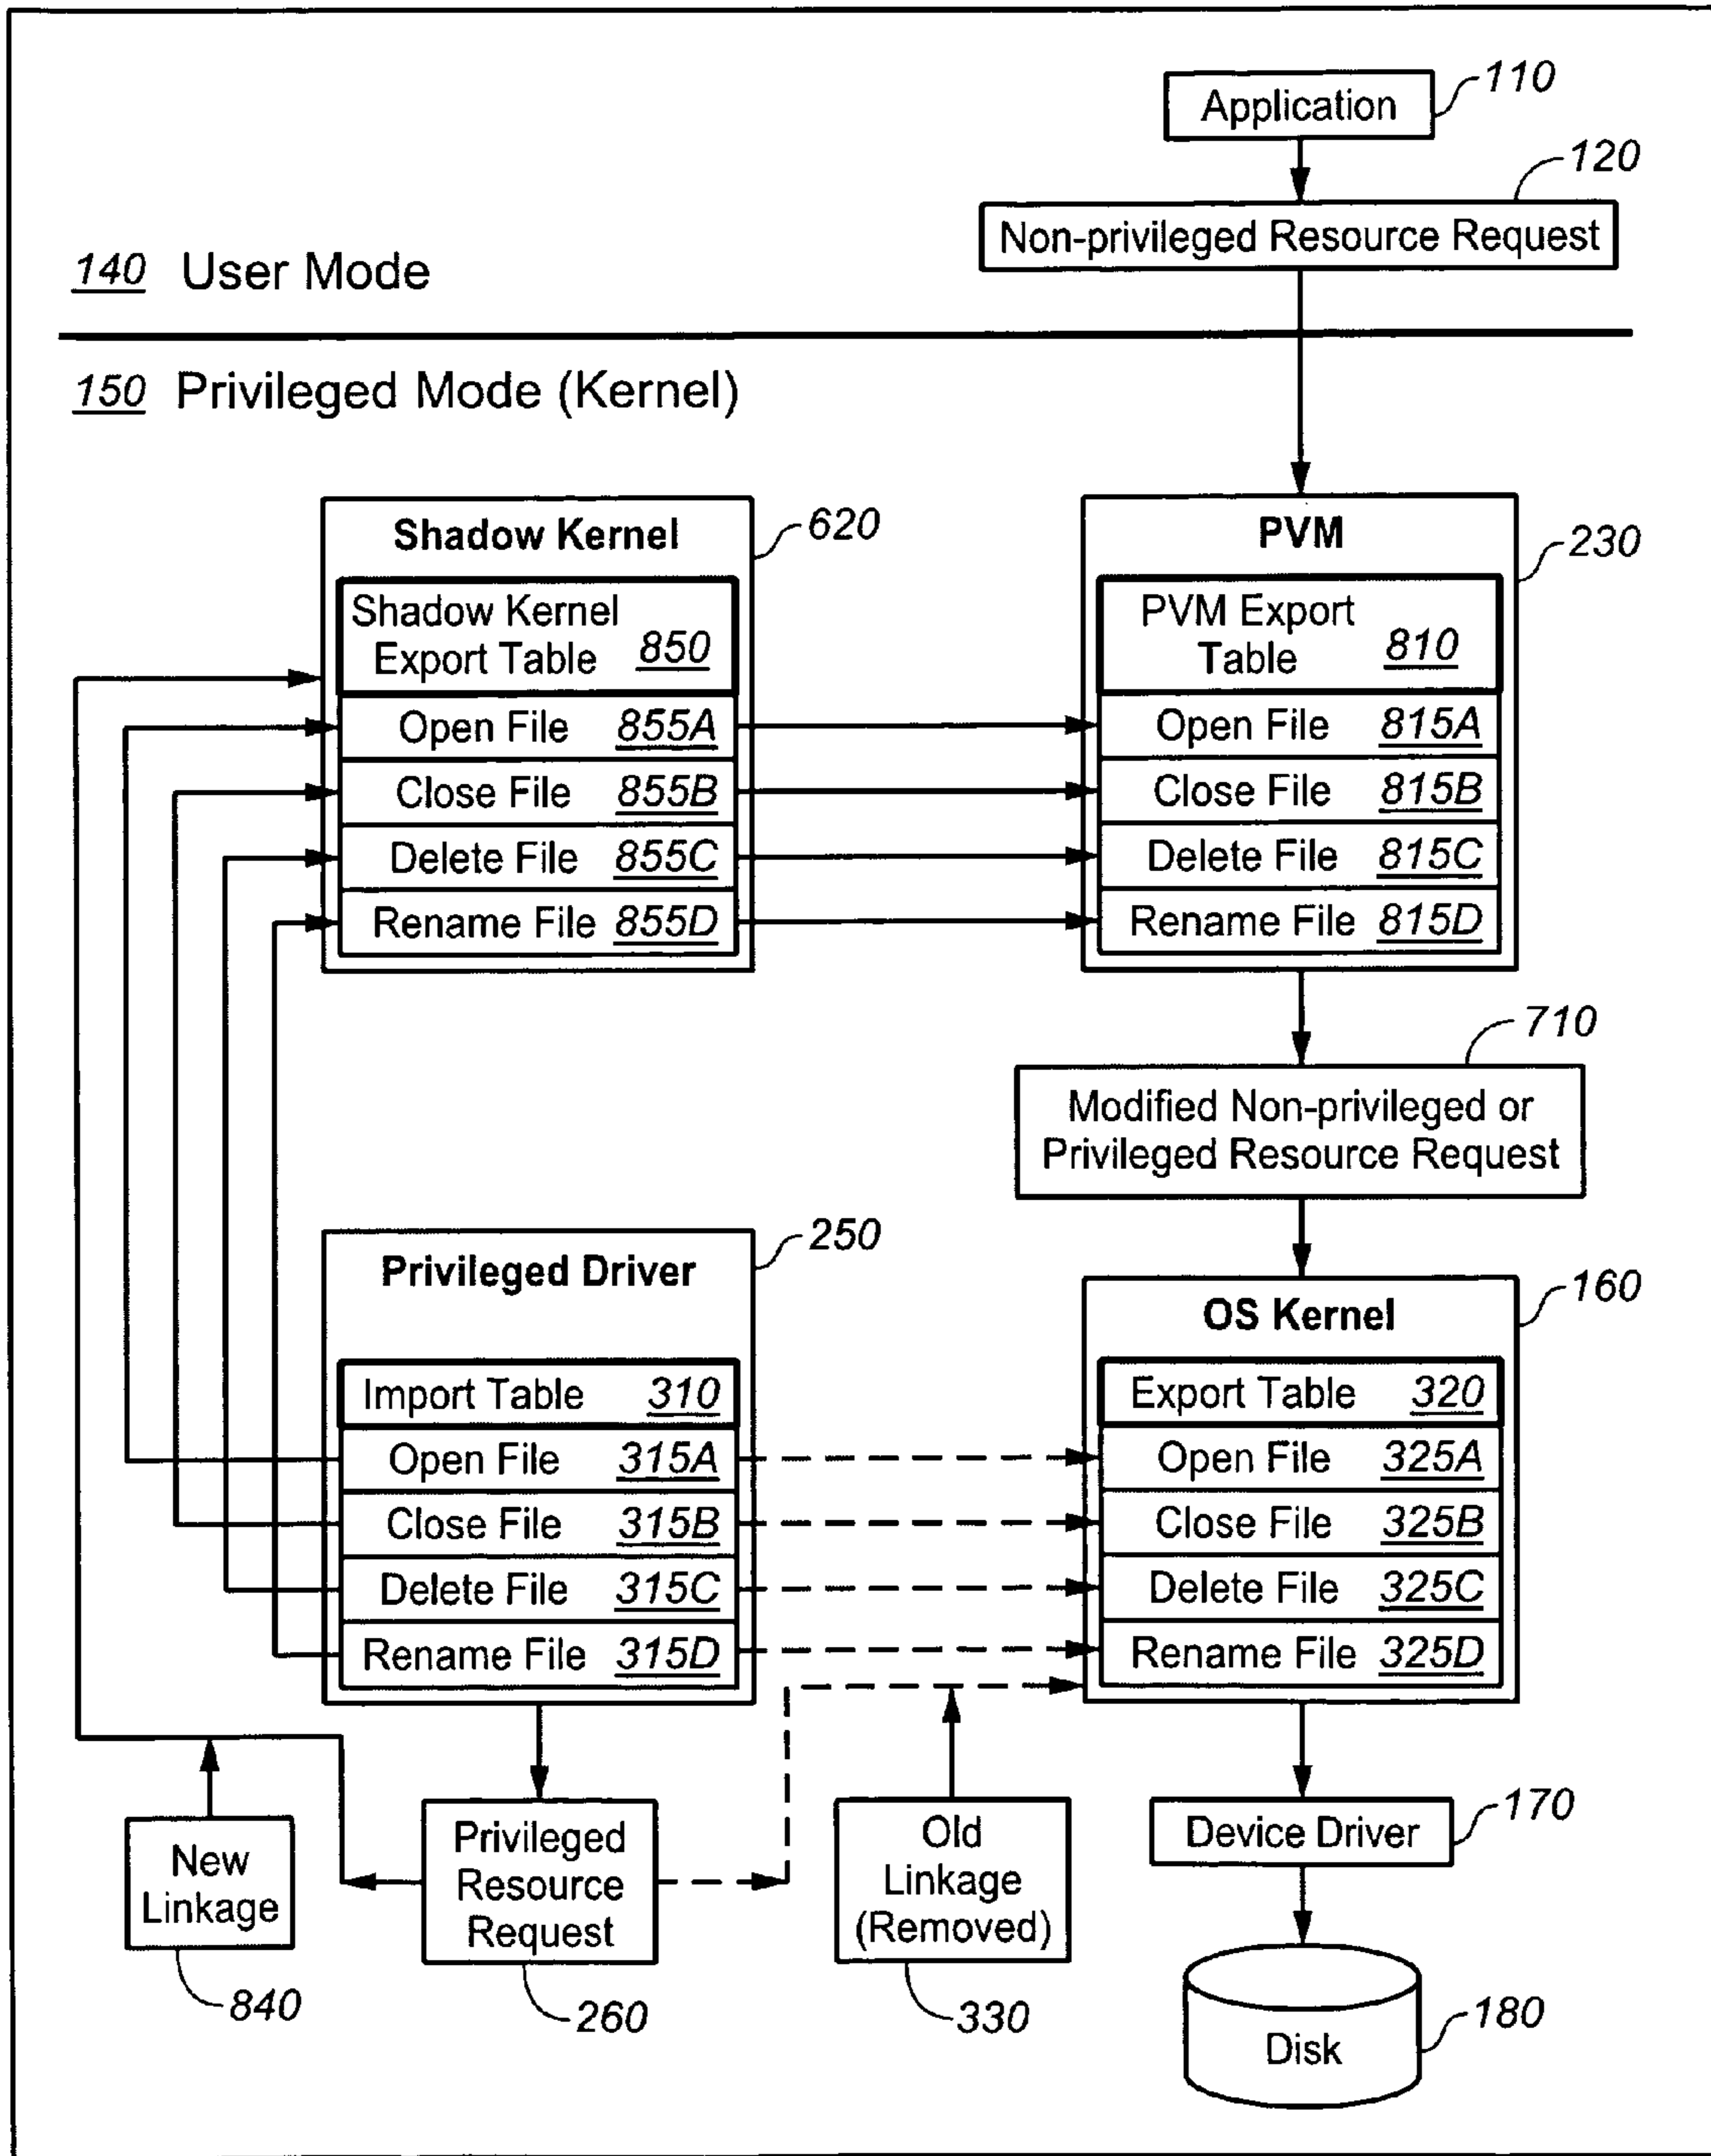 Application
110
120
Non-privileged Resource Request
140 User Mode
150 Privileged Mode (Kernel)
Shadow Kernel
620
Shadow Kernel
Export Table 850
Open File 855A
Close File 855B
Delete File 855C
Rename File 855D
PVM
230
PVM Export
Table 810
Open File 815A
Close File 815B
Delete File 815C
Rename File 815D
710
Modified Non-privileged or
Privileged Resource Request
Privileged Driver
250
Import Table 310
Open File 315A
Close File 315B
Delete File 315C
Rename File 315D
OS Kernel
160
Export Table 320
Open File 325A
Close File 325B
Delete File 325C
Rename File 325D
New
Linkage
840
Privileged
Resource
Request
260
Old
Linkage
(Removed)
330
Device Driver
170
Disk
180